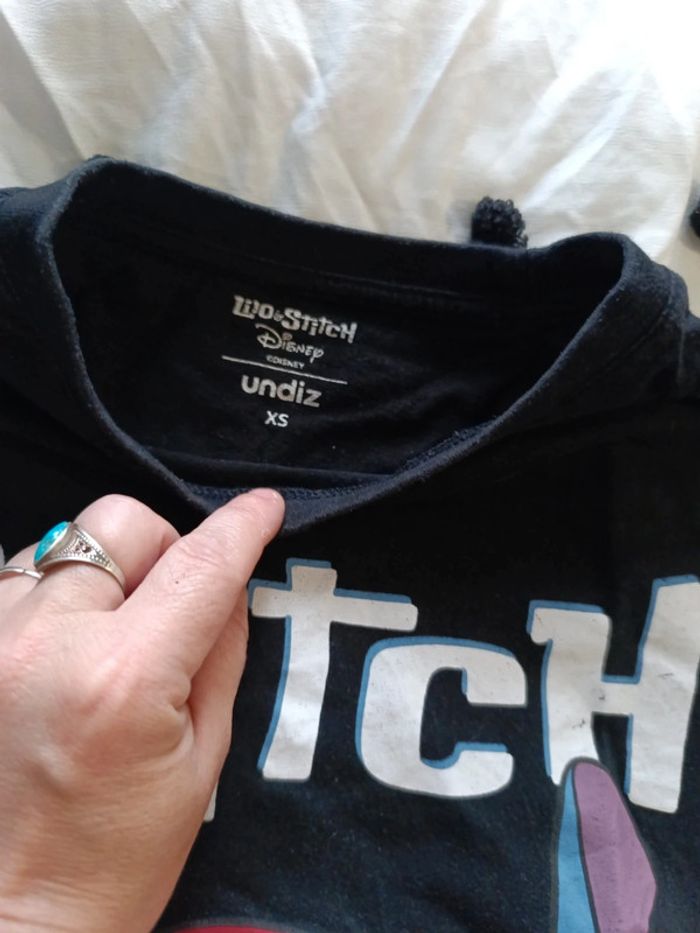 LILO & STITCH
DISNEY
©DISNEY
undiz
XS
TCH